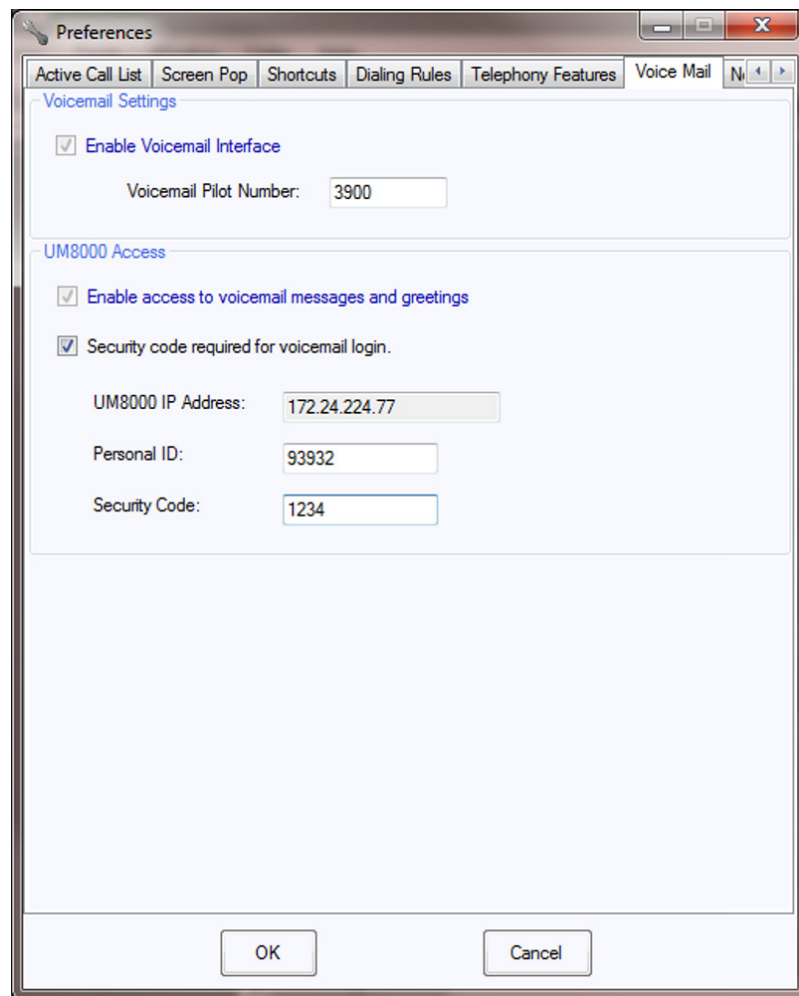 Preferences
Active Call List Screen Pop Shortcuts Dialing Rules Telephony Features Voice Mail
Voicemail Settings
Enable Voicemail Interface
Voicemail Pilot Number: 3900
UM8000 Access
Enable access to voicemail messages and greetings
Security code required for voicemail login.
UM8000 IP Address: 172.24.224.77
Personal ID: 93932
Security Code: 1234
OK Cancel